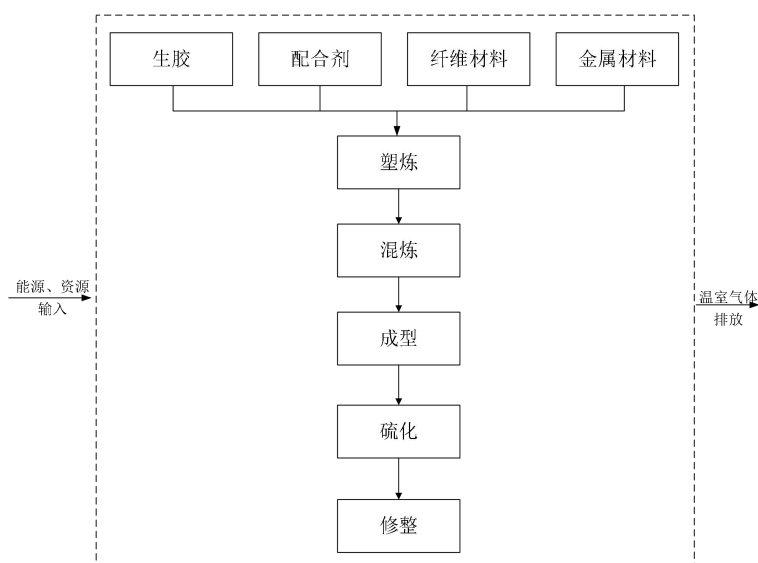 生胶
配合剂
纤维材料
金属材料
塑炼
混炼
能源、资源
输入
温室气体
排放
成型
硫化
修整